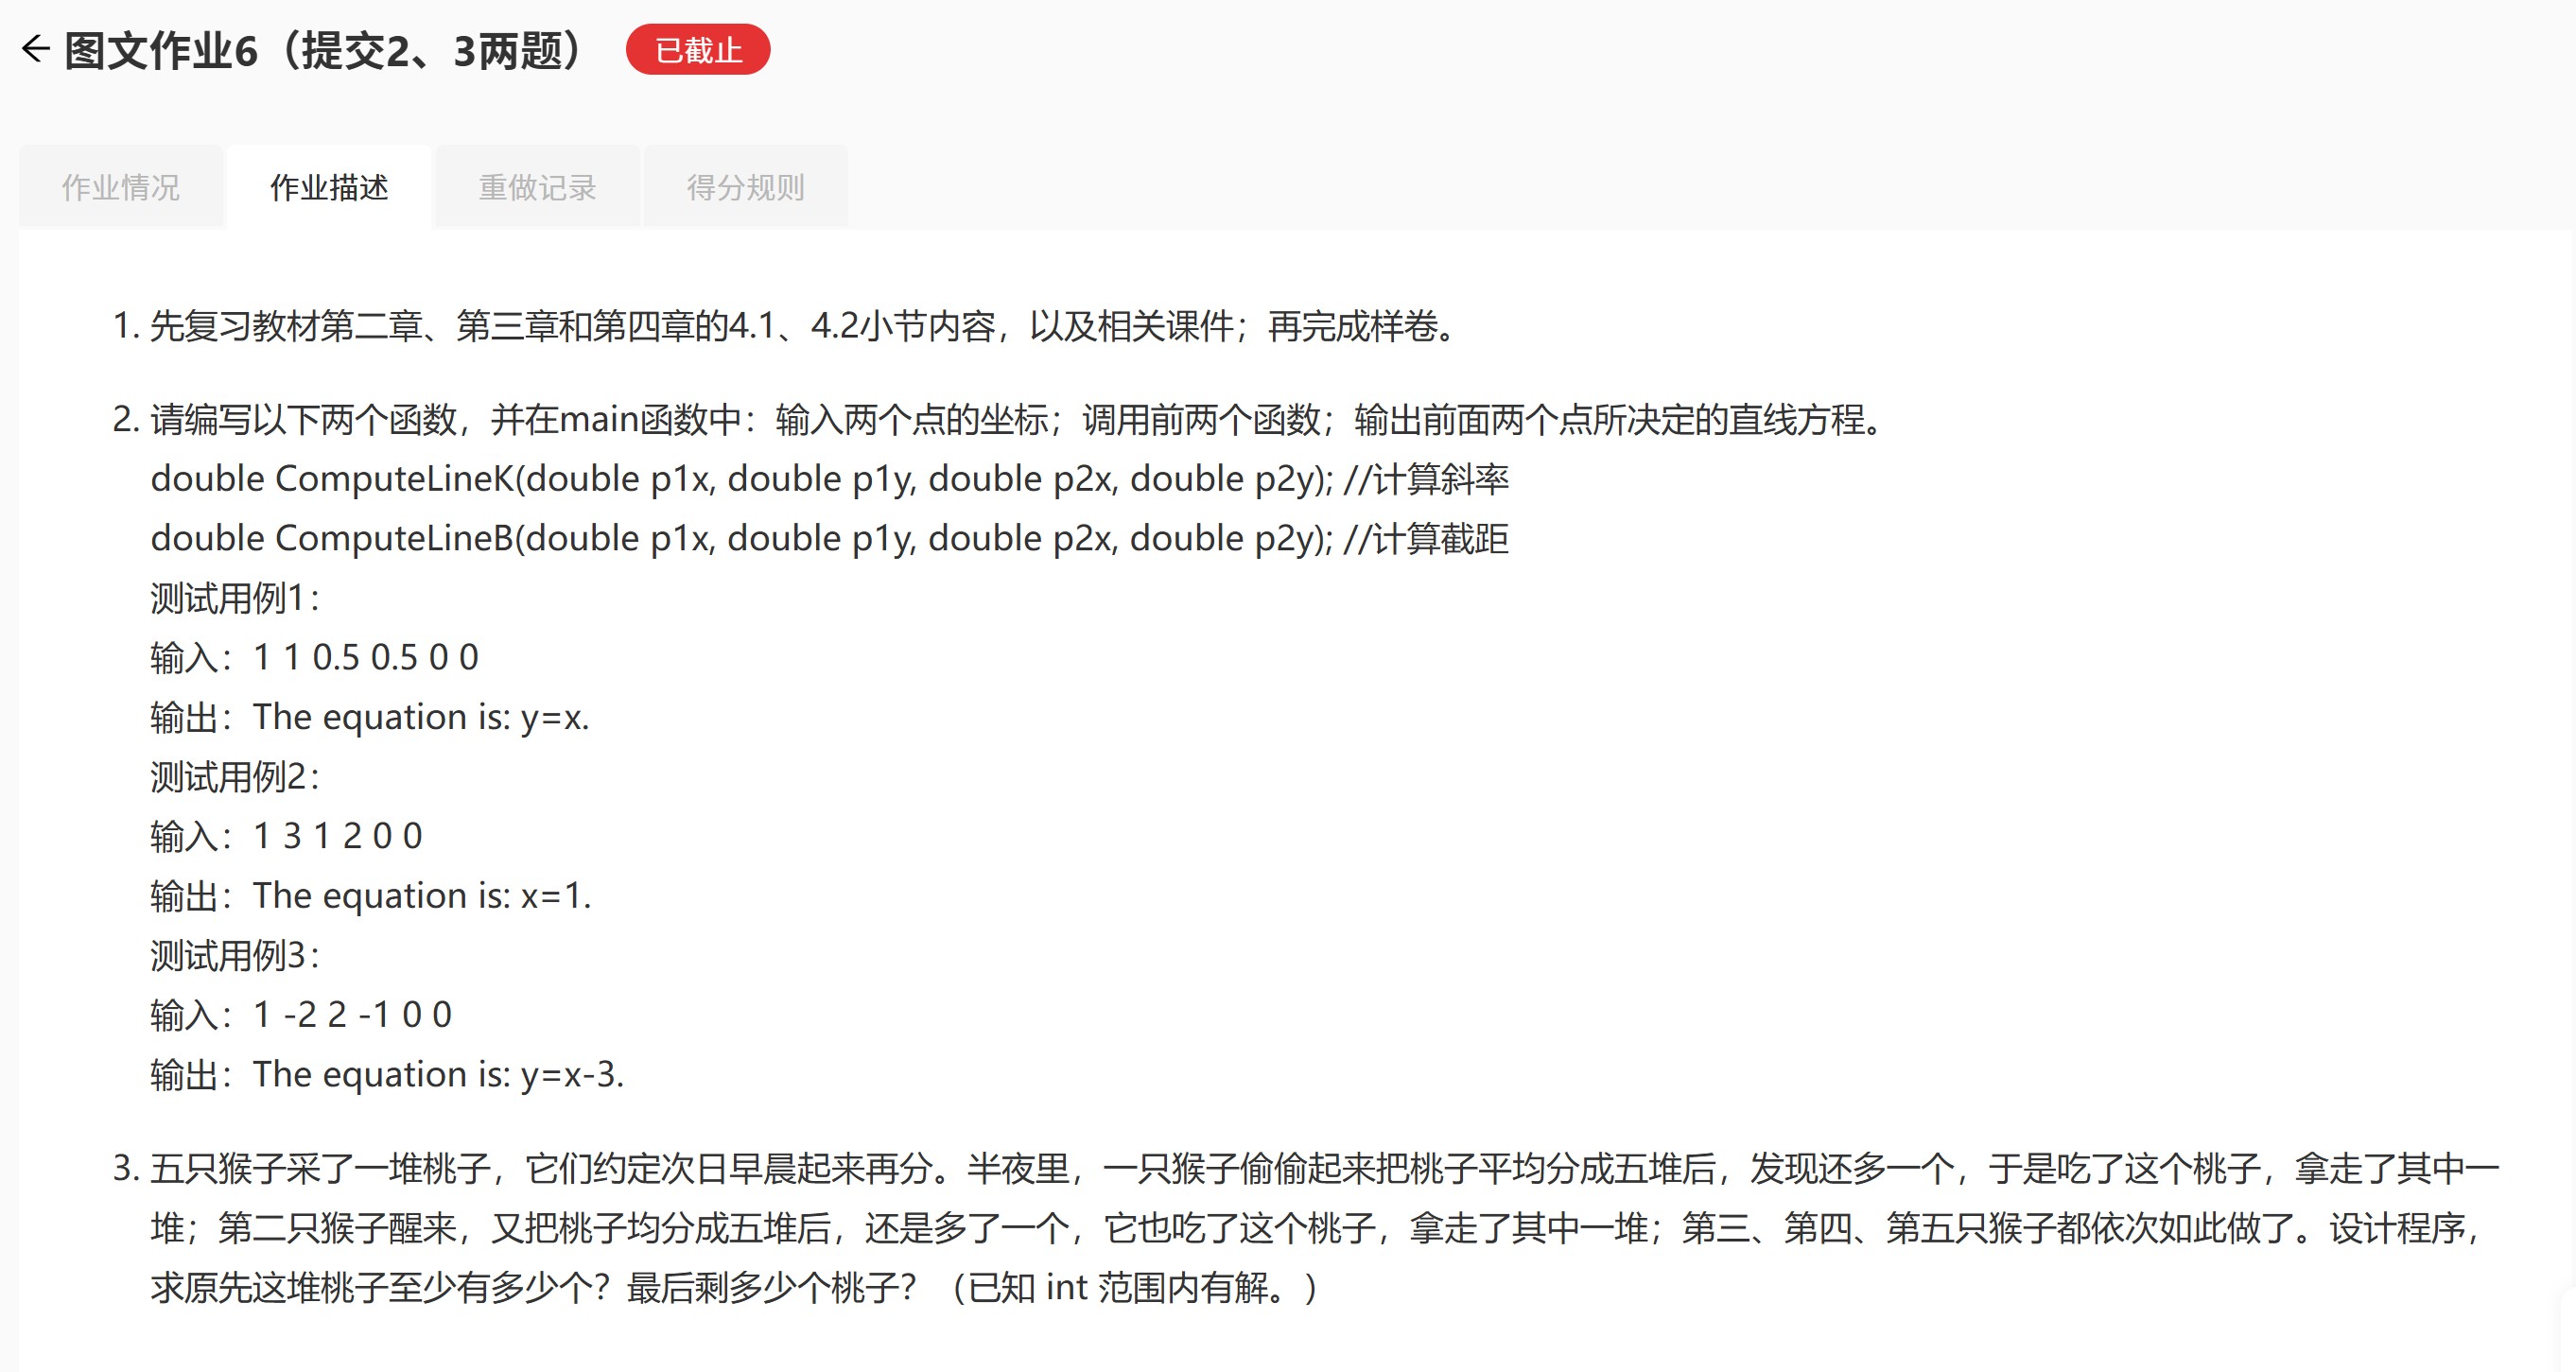 图文作业6（提交2、3两题） 已截止
作业情况 作业描述 重做记录 得分规则
1. 先复习教材第二章、第三章和第四章的4.1、4.2小节内容，以及相关课件；再完成样卷。
2. 请编写以下两个函数，并在main函数中：输入两个点的坐标；调用前两个函数；输出前面两个点所决定的直线方程。
double ComputeLineK(double p1x, double p1y, double p2x, double p2y); //计算斜率
double ComputeLineB(double p1x, double p1y, double p2x, double p2y); //计算截距
测试用例1：
输入：1 1 0.5 0.5 0 0
输出：The equation is: y=x.
测试用例2：
输入：1 3 1 2 0 0
输出：The equation is: x=1.
测试用例3：
输入：1 -2 2 -1 0 0
输出：The equation is: y=x-3.
3. 五只猴子采了一堆桃子，它们约定次日早晨起来再分。半夜里，一只猴子偷偷起来把桃子平均分成五堆后，发现还多一个，于是吃了这个桃子，拿走了其中一
堆；第二只猴子醒来，又把桃子均分成五堆后，还是多了一个，它也吃了这个桃子，拿走了其中一堆；第三、第四、第五只猴子都依次如此做了。设计程序，
求原先这堆桃子至少有多少个？最后剩多少个桃子？（已知 int 范围内有解。）